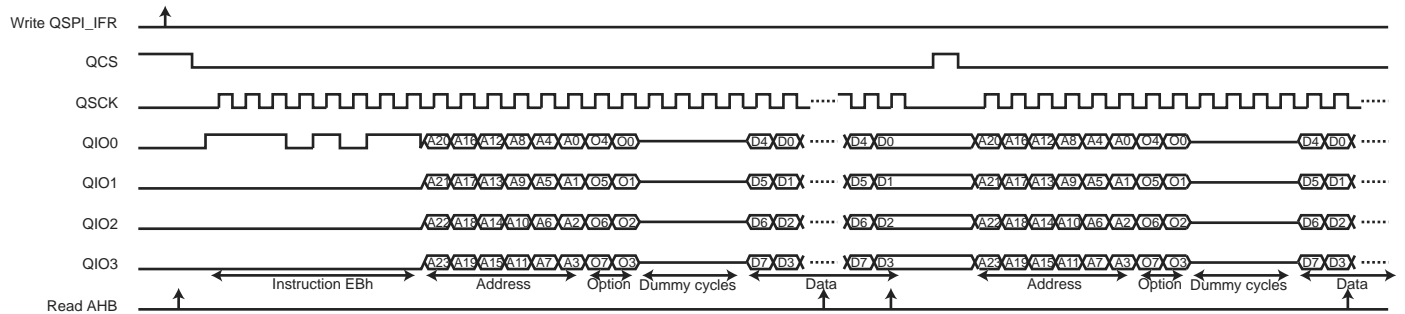 Write QSPI_IFR
QCS
QSCK
QIO0 A20 A16 A12 A8 A4 A0 O4 O0 D4 D0 D4 D0 A20 A16 A12 A8 A4 A0 O4 O0 D4 D0
QIO1 A21 A17 A13 A9 A5 A1 O5 O1 D5 D1 D5 D1 A21 A17 A13 A9 A5 A1 O5 O1 D5 D1
QIO2 A22 A18 A14 A10 A6 A2 O6 O2 D6 D2 D6 D2 A22 A18 A14 A10 A6 A2 O6 O2 D6 D2
QIO3 A23 A19 A15 A11 A7 A3 O7 O3 D7 D3 D7 D3 A23 A19 A15 A11 A7 A3 O7 O3 D7 D3
Instruction EBh Address Option Dummy cycles Data Address Option Dummy cycles Data
Read AHB